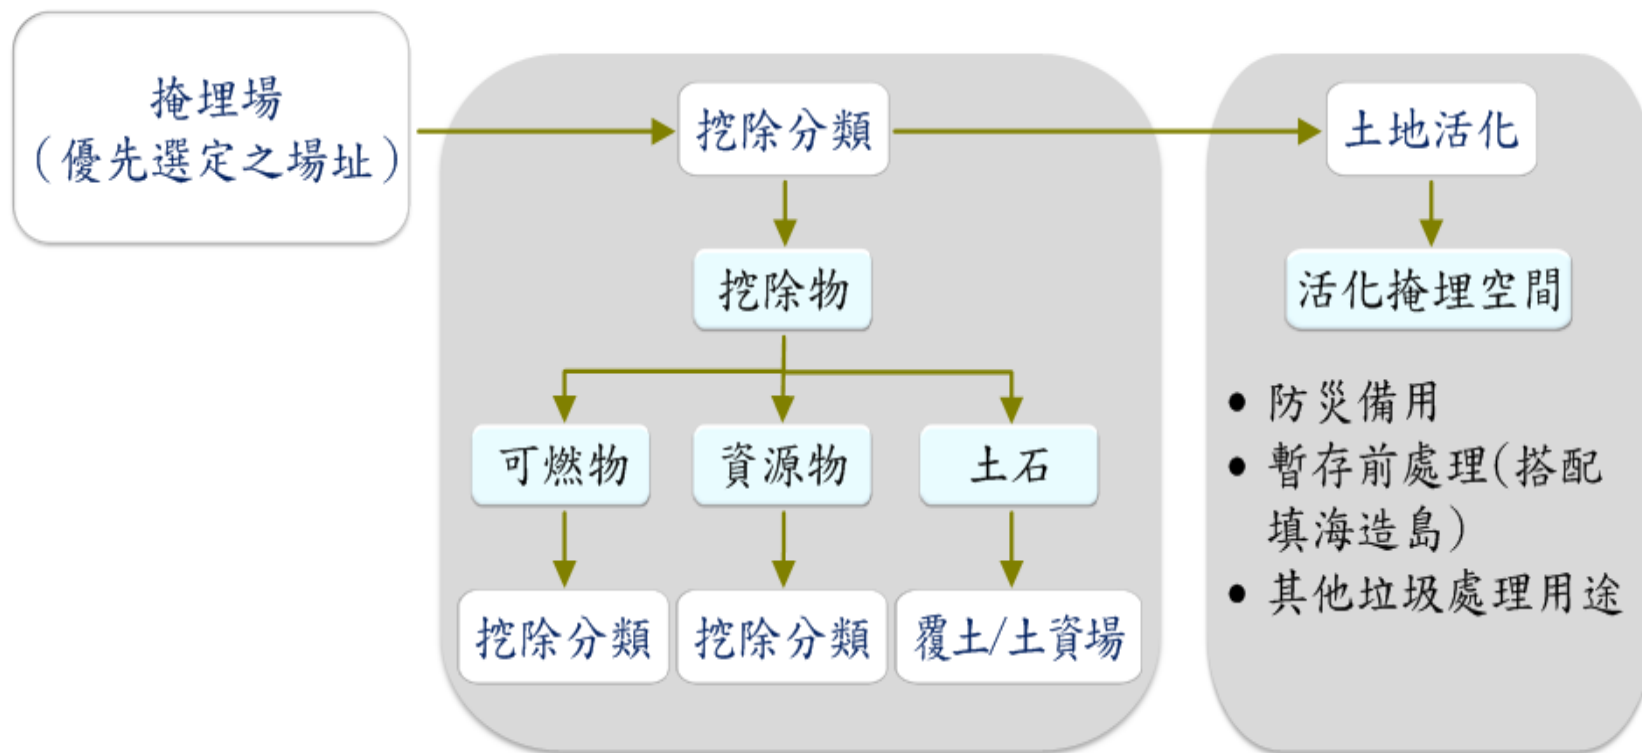 掩埋場
(優先選定之場址)
挖除分類
土地活化
挖除物
活化掩埋空間
可燃物
資源物
土石
挖除分類
挖除分類
覆土/土資場
• 防災備用
• 暫存前處理(搭配
填海造島)
• 其他垃圾處理用途